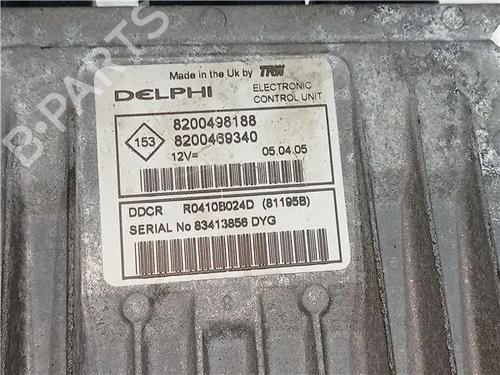 Made in the Uk by TRW
DELPHI
ELECTRONIC
CONTROL UNIT
153
8200498188
8200469340
12V=
05.04.05
DDCR R0410B024D (81195B)
SERIAL No 83413856 DYG
B-PARTS